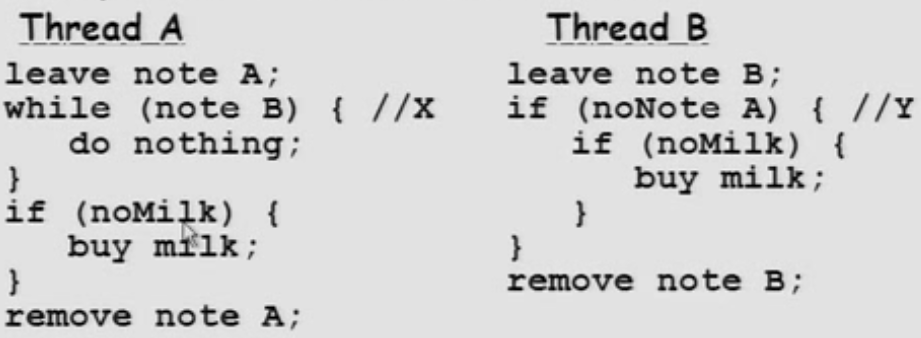 Thread A
leave note A;
while (note B) { //X
do nothing;
}
if (noMilk) {
buy milk;
}
remove note A;
Thread B
leave note B;
if (noNote A) { //Y
if (noMilk) {
buy milk;
}
}
remove note B;